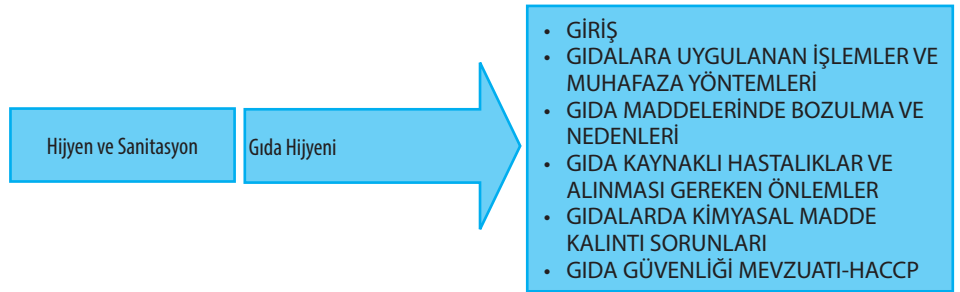 Hijyen ve Sanitasyon
Gıda Hijyeni
• GİRİŞ
• GIDALARA UYGULANAN İŞLEMLER VE
MUHAFAZA YÖNTEMLERİ
• GIDA MADDELERİNDE BOZULMA VE
NEDENLERİ
• GIDA KAYNAKLI HASTALIKLAR VE
ALINMASI GEREKEN ÖNLEMLER
• GIDALARDA KİMYASAL MADDE
KALINTI SORUNLARI
• GIDA GÜVENLİĞİ MEVZUATI-HACCP